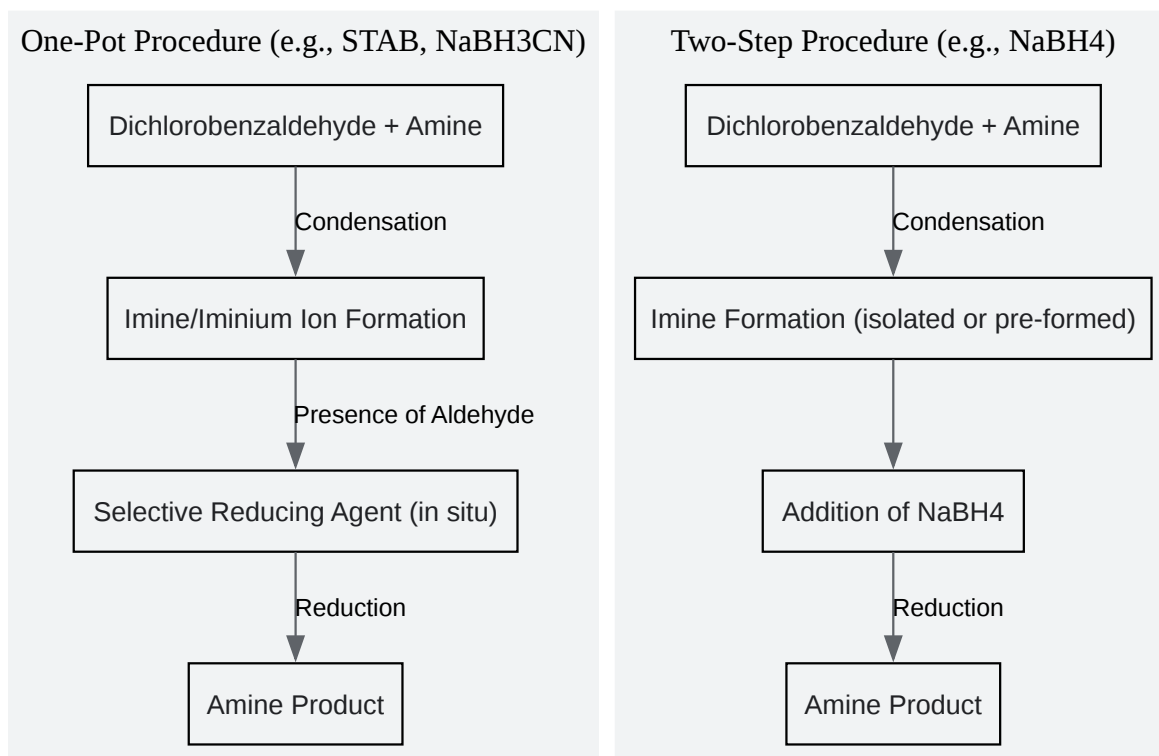 One-Pot Procedure (e.g., STAB, NaBH3CN)
Dichlorobenzaldehyde + Amine
Condensation
Imine/Iminium Ion Formation
Presence of Aldehyde
Selective Reducing Agent (in situ)
Reduction
Amine Product
Two-Step Procedure (e.g., NaBH4)
Dichlorobenzaldehyde + Amine
Condensation
Imine Formation (isolated or pre-formed)
Addition of NaBH4
Reduction
Amine Product